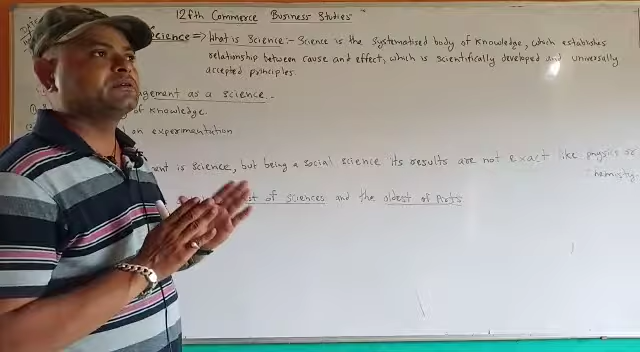 12fth Commerce Business Studies
Science => What is Science:- Science is the systematised body of knowledge, which establishes
relationship between cause and effect, which is scientifically developed and universally
accepted principles.
as a science.-
of knowledge.
on experimentation
is science, but being a social science its results are not exact like physics or
chemistry.
of sciences and the oldest of Arts